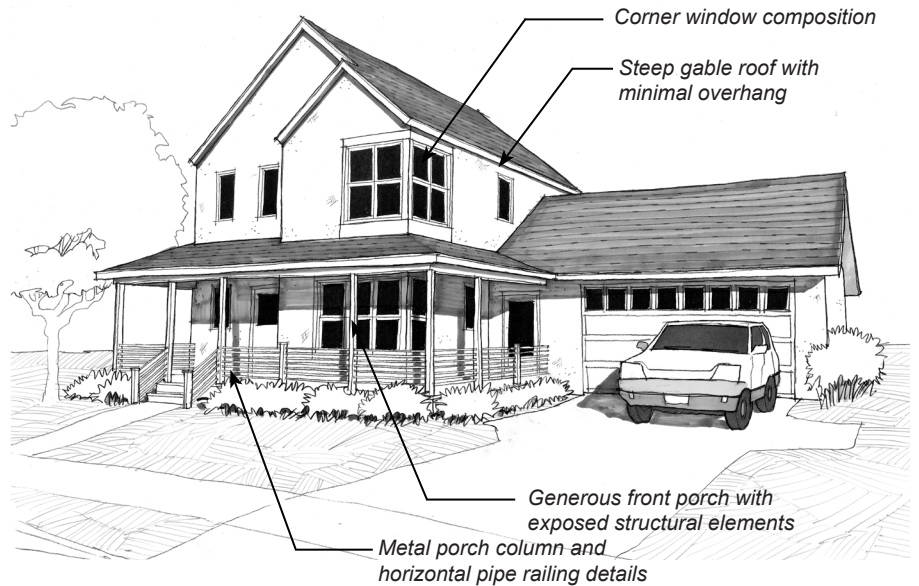 Corner window composition
Steep gable roof with
minimal overhang
Generous front porch with
exposed structural elements
Metal porch column and
horizontal pipe railing details